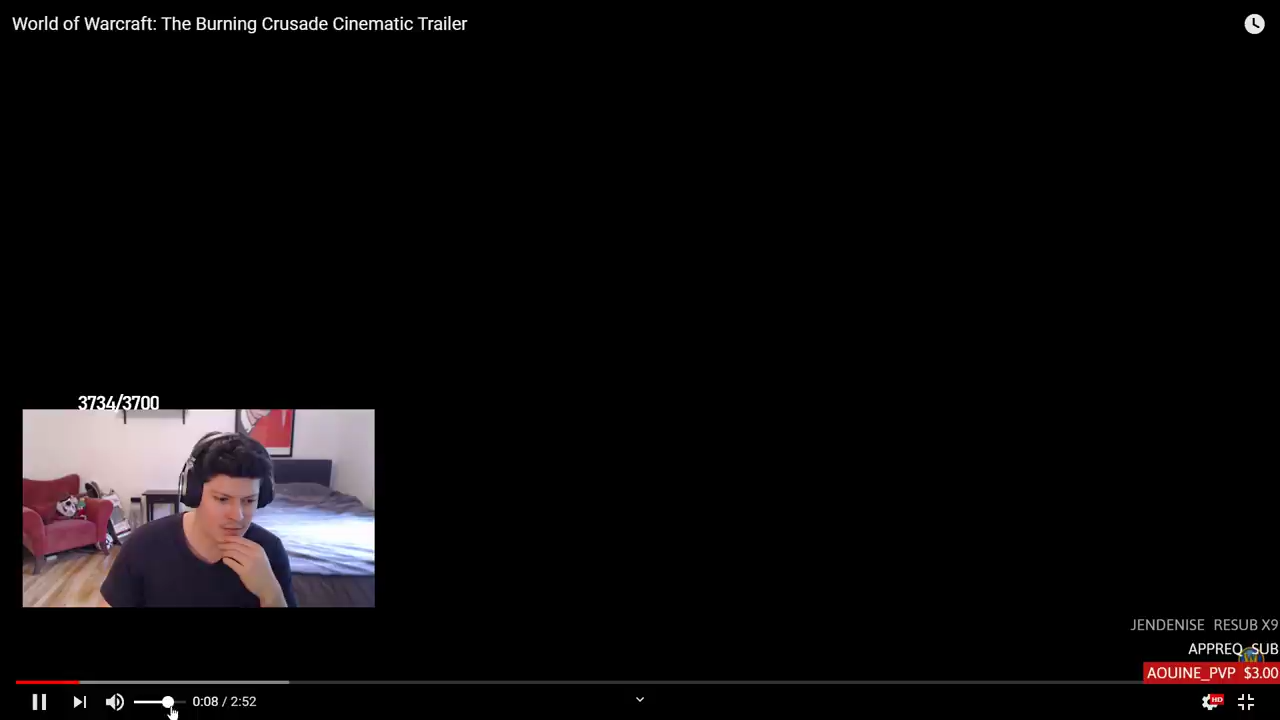 World of Warcraft: The Burning Crusade Cinematic Trailer
3734/3700
JENDENISE RESUB X9
APPREQ SUB
AOUINE_PVP $3.00
0:08 / 2:52
HD